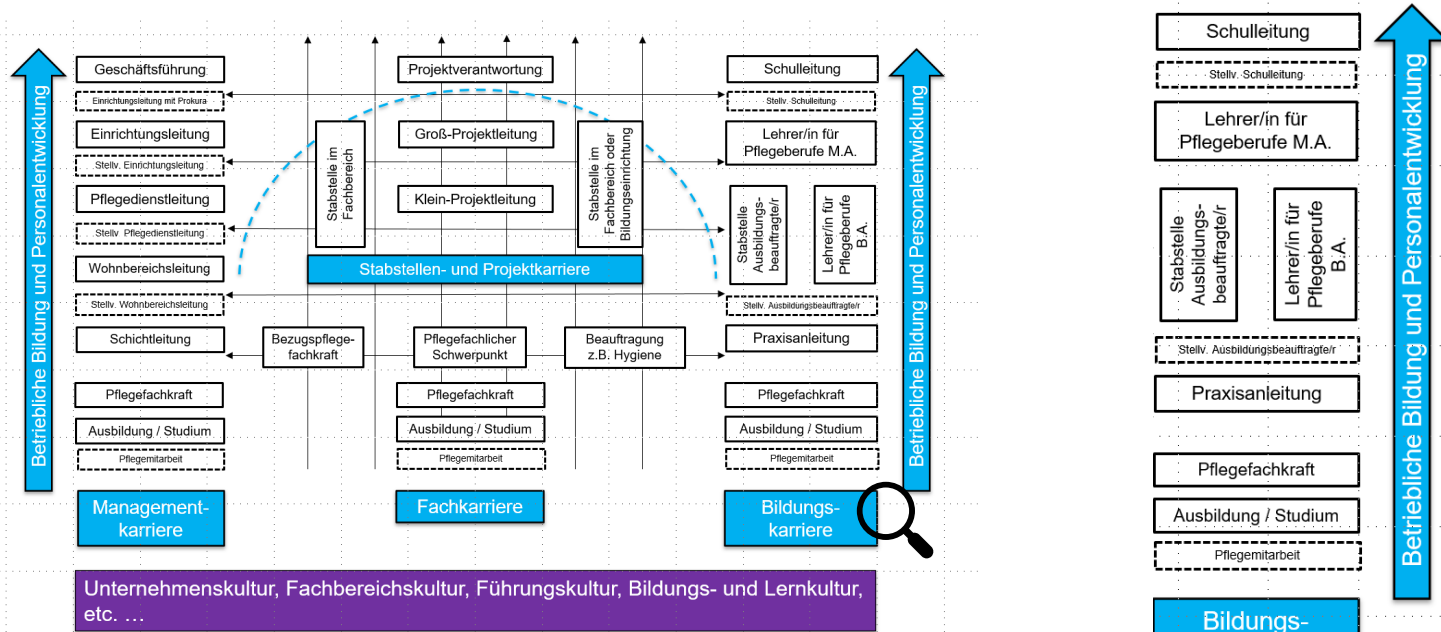 Betriebliche Bildung und Personalentwicklung
Geschäftsführung
Einrichtungsleitung mit Prokura
Einrichtungsleitung
Stellv. Einrichtungsleitung
Pflegedienstleitung
Stellv. Pflegedienstleitung
Wohnbereichsleitung
Stellv. Wohnbereichsleitung
Schichtleitung
Pflegefachkraft
Ausbildung / Studium
Pflegemitarbeit
Management-
karriere
Projektverantwortung
Groß-Projektleitung
Klein-Projektleitung
Stabstelle im
Fachbereich
Stabstelle im
Fachbereich oder
Bildungseinrichtung
Stabstellen- und Projektkarriere
Bezugspflege-
fachkraft
Pflegefachlicher
Schwerpunkt
Beauftragung
z.B. Hygiene
Pflegefachkraft
Ausbildung / Studium
Pflegemitarbeit
Fachkarriere
Schulleitung
Stellv. Schulleitung
Lehrer/in für
Pflegeberufe M.A.
Stabstelle
Ausbildungs-
beauftragte/r
Lehrer/in für
Pflegeberufe
B.A.
Stellv. Ausbildungsbeauftragte/r
Praxisanleitung
Pflegefachkraft
Ausbildung / Studium
Pflegemitarbeit
Bildungs-
karriere
Betriebliche Bildung und Personalentwicklung
Unternehmenskultur, Fachbereichskultur, Führungskultur, Bildungs- und Lernkultur,
etc. …
Schulleitung
Stellv. Schulleitung
Lehrer/in für
Pflegeberufe M.A.
Stabstelle
Ausbildungs-
beauftragte/r
Lehrer/in für
Pflegeberufe
B.A.
Stellv. Ausbildungsbeauftragte/r
Praxisanleitung
Pflegefachkraft
Ausbildung / Studium
Pflegemitarbeit
Bildungs-
Betriebliche Bildung und Personalentwicklung